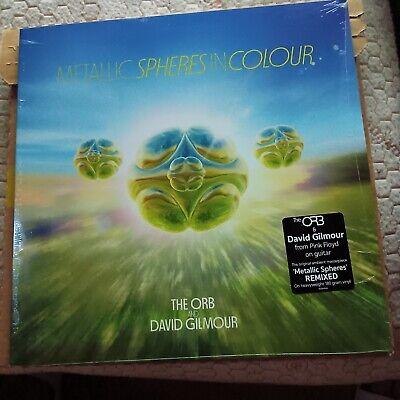 METALLIC SPHERES IN COLOUR
THE ORB
AND
DAVID GILMOUR
The ORB
&
David Gilmour
from Pink Floyd
on guitar
The original ambient masterpiece
'Metallic Spheres'
REMIXED
On heavyweight 180 gram vinyl